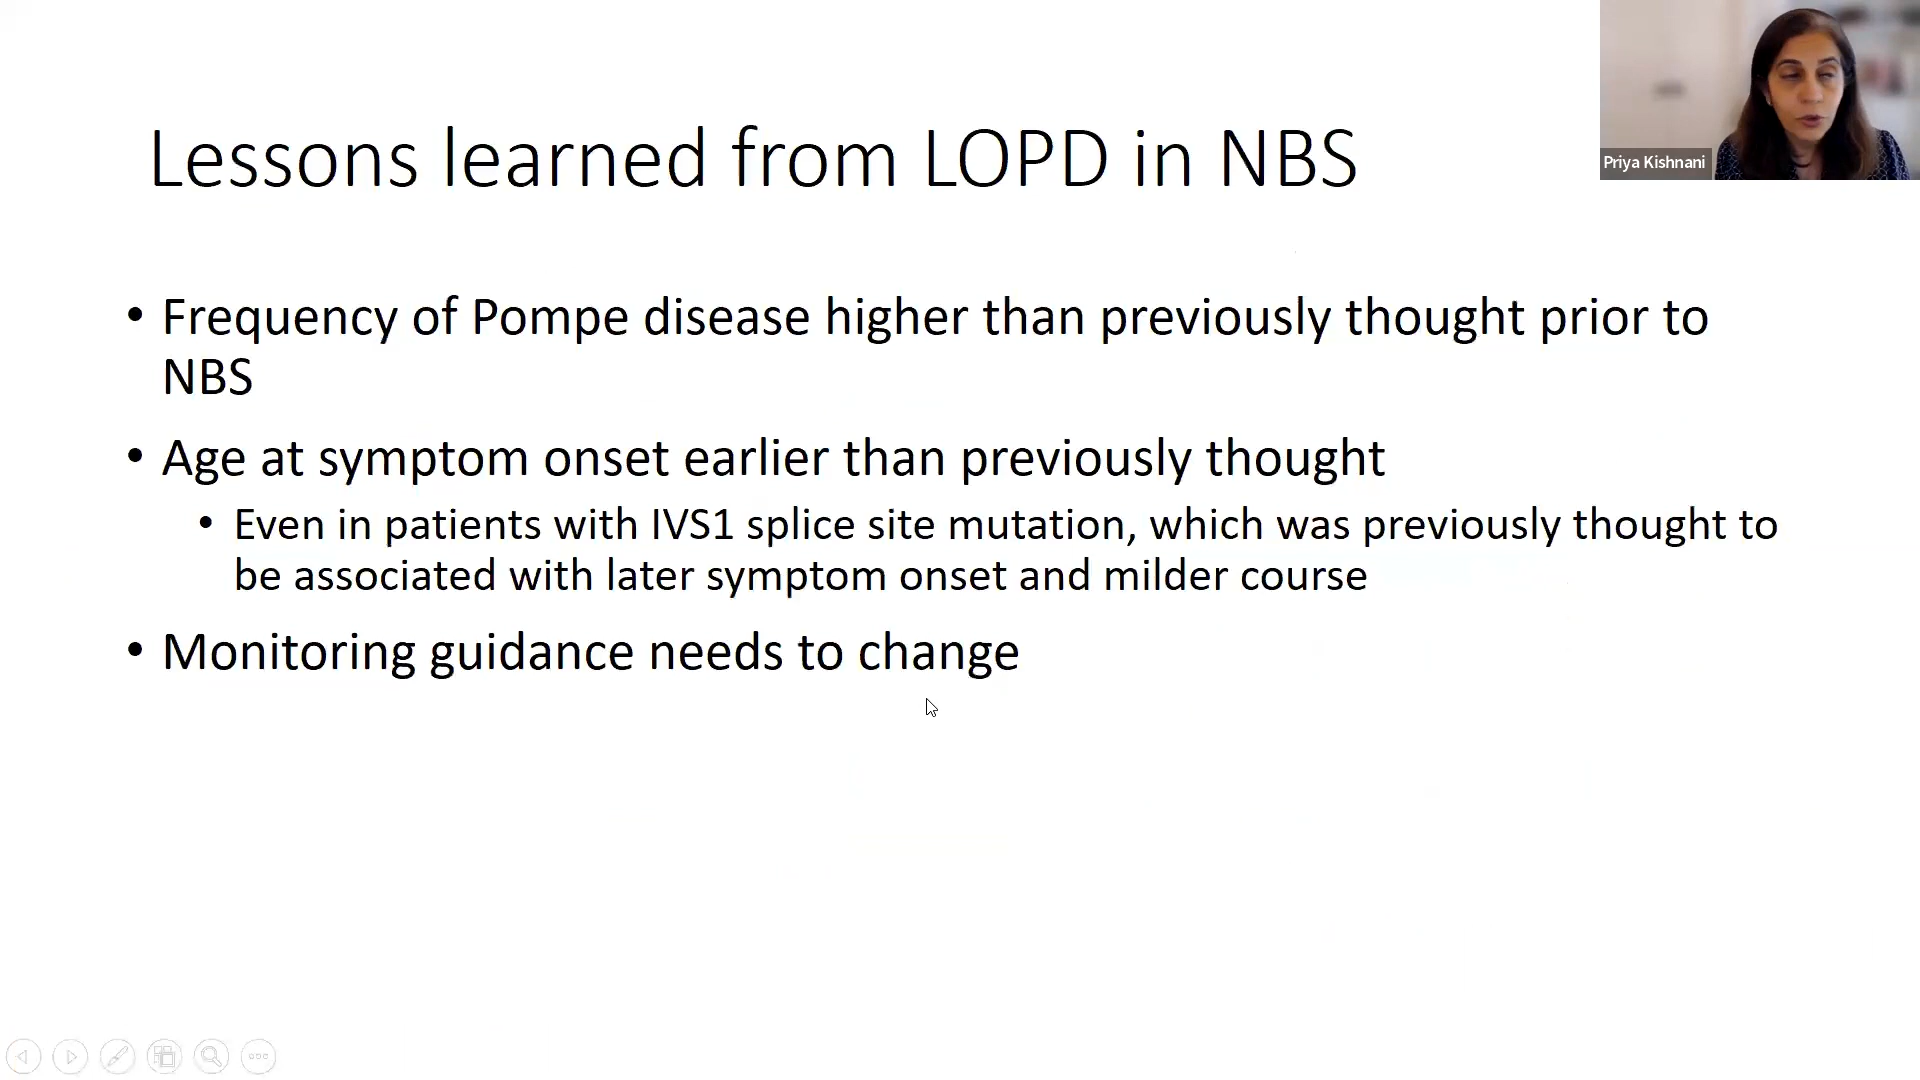 Priya Kishnani
Lessons learned from LOPD in NBS
• Frequency of Pompe disease higher than previously thought prior to
NBS
• Age at symptom onset earlier than previously thought
• Even in patients with IVS1 splice site mutation, which was previously thought to
be associated with later symptom onset and milder course
• Monitoring guidance needs to change